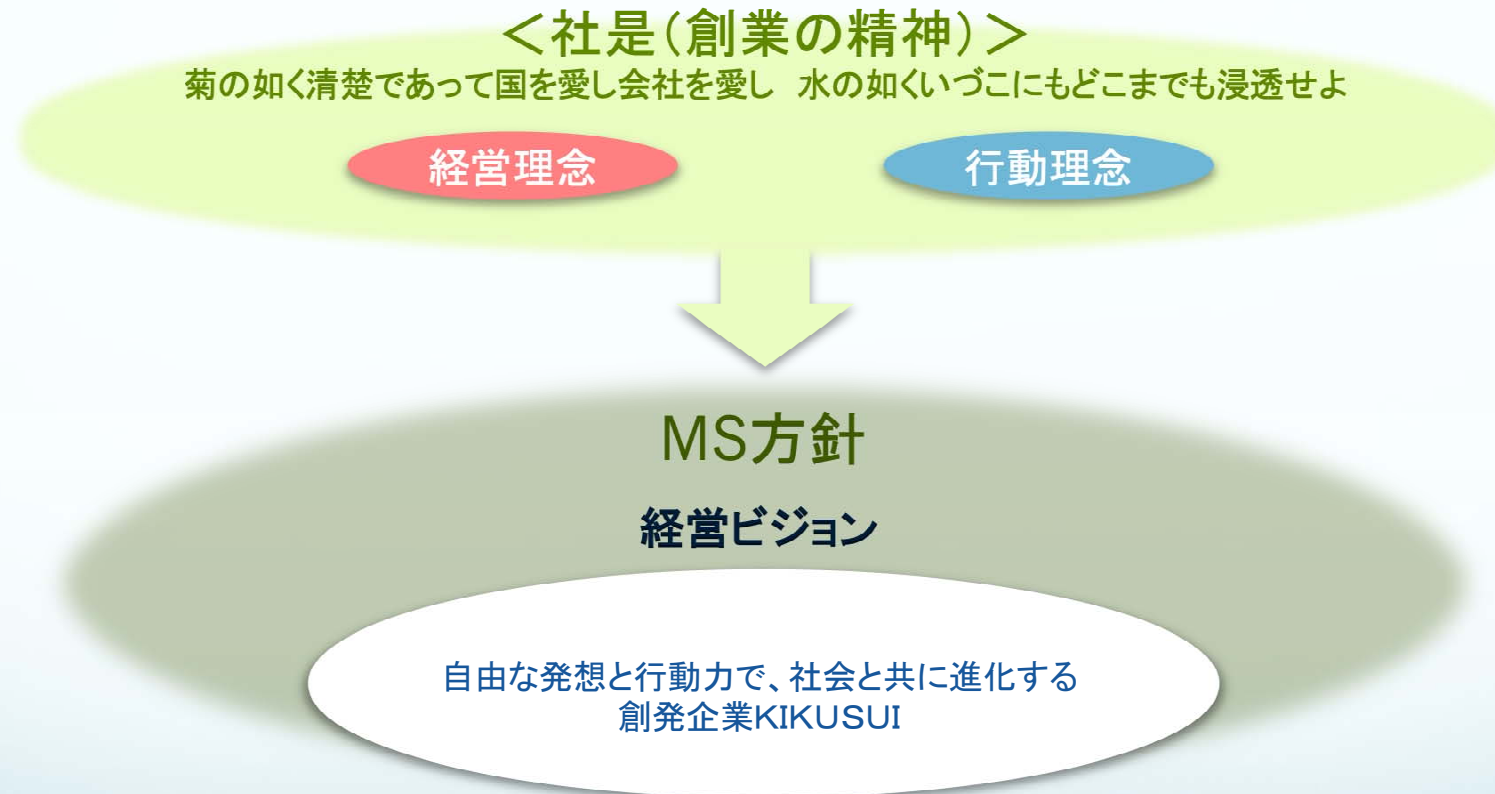 ＜社是（創業の精神）＞
菊の如く清楚であって国を愛し会社を愛し　水の如くいづこにもどこまでも浸透せよ
経営理念
行動理念
MS方針
経営ビジョン
自由な発想と行動力で、社会と共に進化する
創発企業KIKUSUI